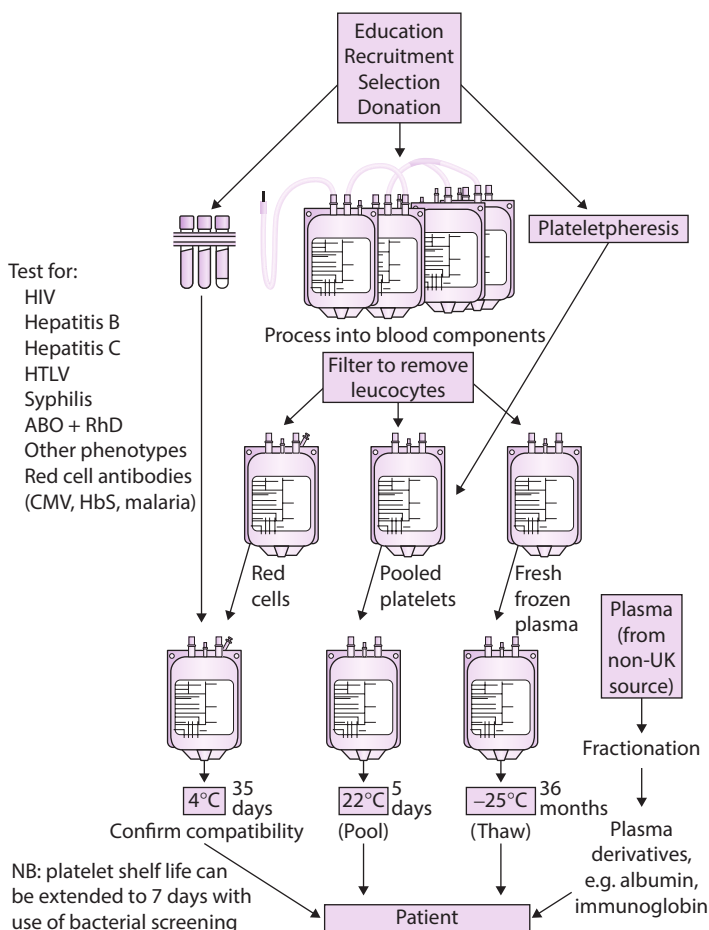 Education
Recruitment
Selection
Donation
Plateletpheresis
Test for:
HIV
Hepatitis B
Hepatitis C
HTLV
Syphilis
ABO + RhD
Other phenotypes
Red cell antibodies
(CMV, HbS, malaria)
Process into blood components
Filter to remove
leucocytes
Red
cells
Pooled
platelets
Fresh
frozen
plasma
Plasma
(from
non-UK
source)
Fractionation
4°C 35
days
Confirm compatibility
22°C 5
days
(Pool)
–25°C 36
months
(Thaw)
Plasma
derivatives,
e.g. albumin,
immunoglobin
NB: platelet shelf life can
be extended to 7 days with
use of bacterial screening
Patient